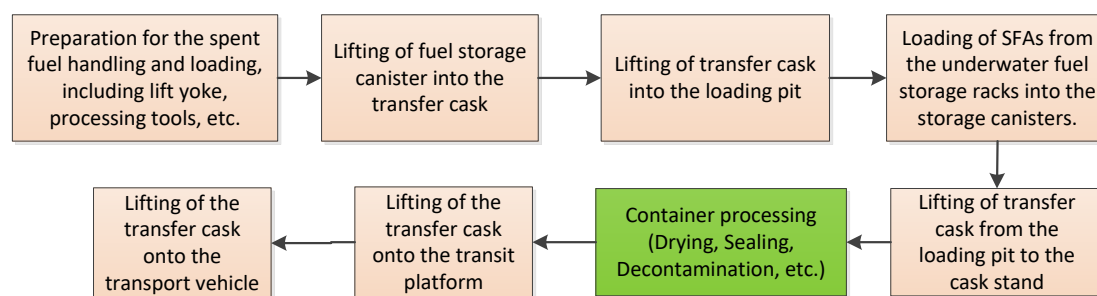 Preparation for the spent
fuel handling and loading,
including lift yoke,
processing tools, etc.
Lifting of fuel storage
canister into the
transfer cask
Lifting of transfer cask
into the loading pit
Loading of SFAs from
the underwater fuel
storage racks into the
storage canisters.
Lifting of transfer
cask from the
loading pit to the
cask stand
Container processing
(Drying, Sealing,
Decontamination, etc.)
Lifting of the
transfer cask
onto the transit
platform
Lifting of the
transfer cask
onto the
transport vehicle